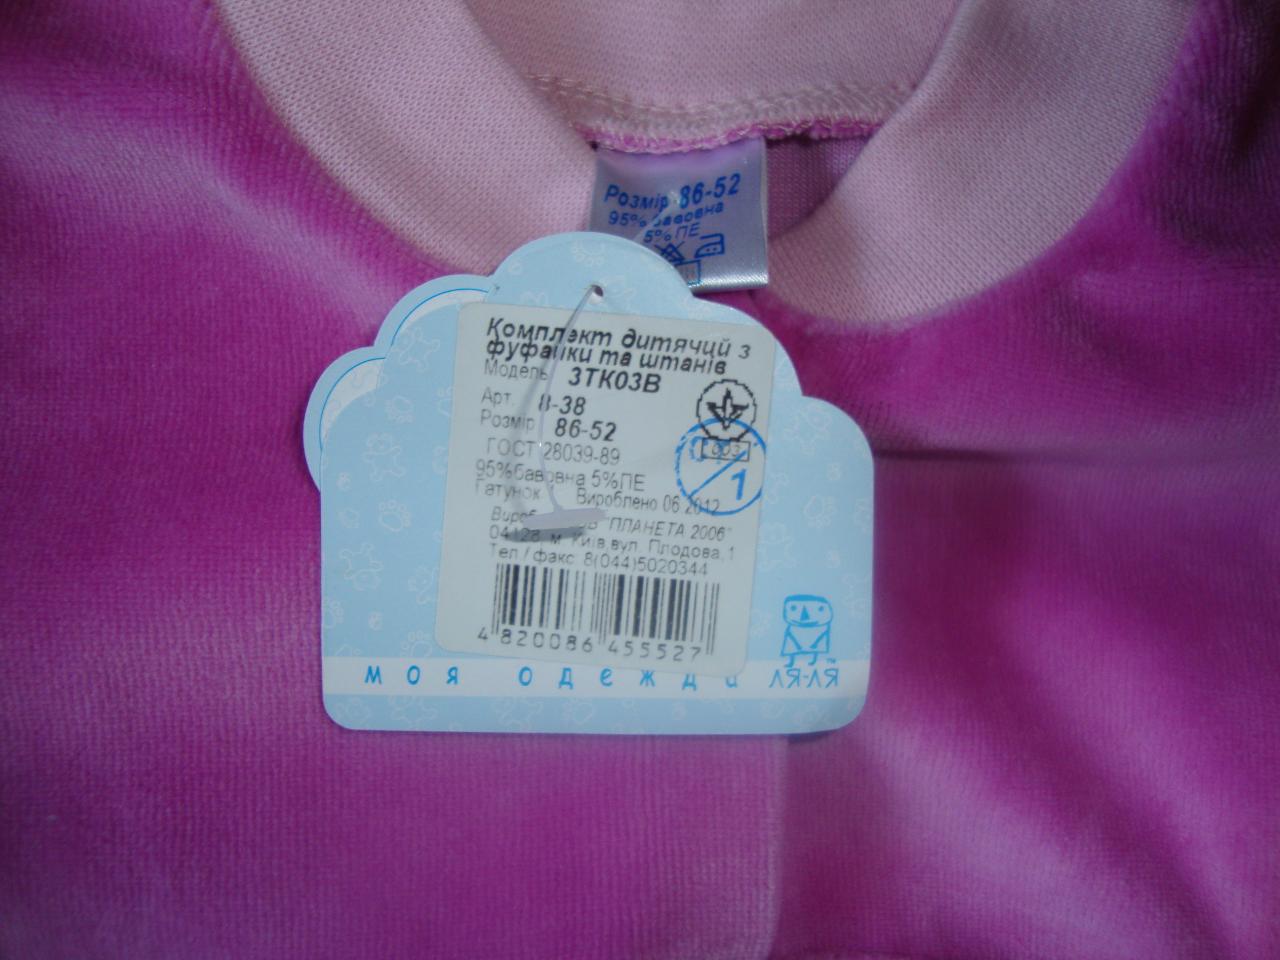 Розмір 86-52
95% бавовна
5% ПЕ
Комплект дитячий з
фуфайки та штанів
Модель 3ТК03В
Арт. 8-38
Розмір 86-52
ГОСТ 28039-89
95%бавовна 5%ПЕ
Гатунок Вироблено 06.2012
"ПЛАНЕТА 2006"
04128, м. Київ,вул. Плодова,1
Тел / факс 8(044)5020344
4 820086 455527
моя одежда
ЛЯ-ЛЯ™